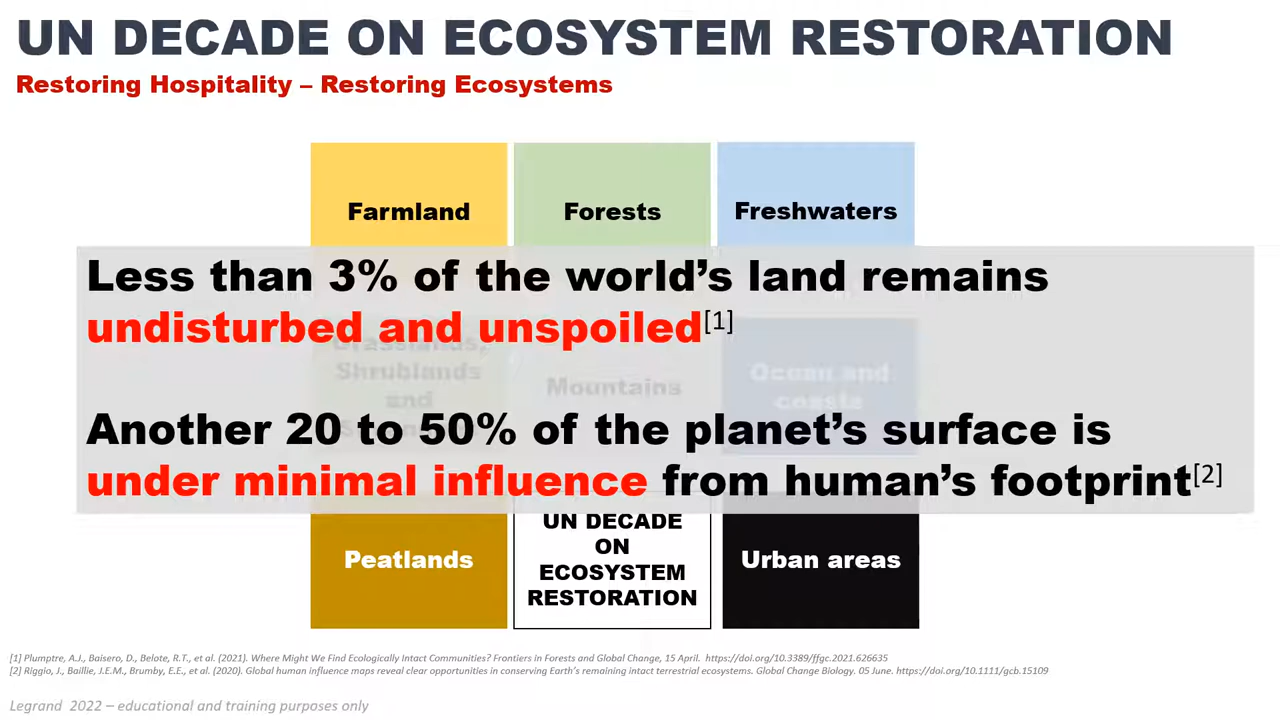 UN DECADE ON ECOSYSTEM RESTORATION
Restoring Hospitality – Restoring Ecosystems
Farmland
Forests
Freshwaters
Less than 3% of the world’s land remains
undisturbed and unspoiled[1]
Grasslands,
Shrublands
and
Mountains
Ocean and
coasts
Another 20 to 50% of the planet’s surface is
under minimal influence from human’s footprint[2]
Peatlands
UN DECADE
ON
ECOSYSTEM
RESTORATION
Urban areas
[1] Plumptre, A.J., Baisero, D., Belote, R.T., et al. (2021). Where Might We Find Ecologically Intact Communities? Frontiers in Forests and Global Change, 15 April. https://doi.org/10.3389/ffgc.2021.626635
[2] Riggio, J., Baillie, J.E.M., Brumby, E.E., et al. (2020). Global human influence maps reveal clear opportunities in conserving Earth’s remaining intact terrestrial ecosystems. Global Change Biology. 05 June. https://doi.org/10.1111/gcb.15109
Legrand 2022 – educational and training purposes only